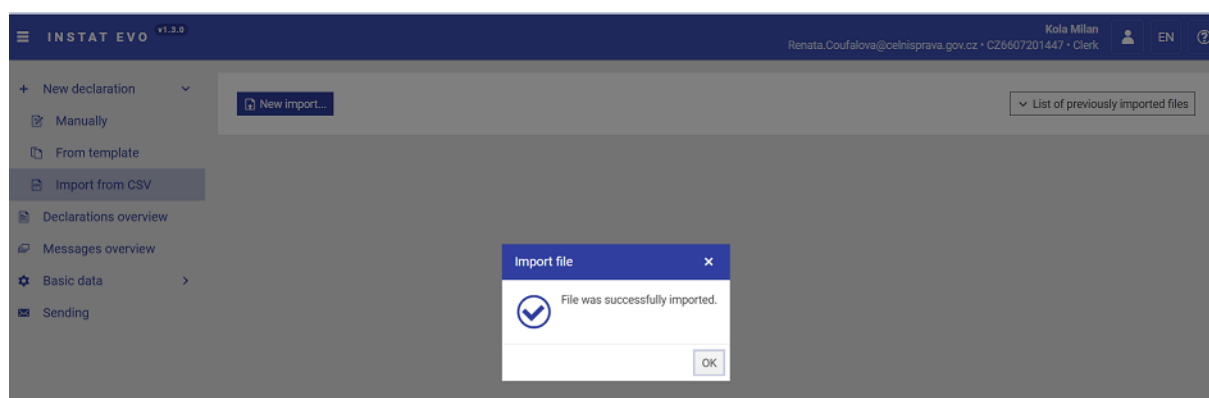 INSTAT EVO v1.3.0
Kola Milan
Renata.Coufalova@celnisprava.gov.cz • CZ6607201447 • Clerk
EN
New declaration
Manually
From template
Import from CSV
Declarations overview
Messages overview
Basic data
Sending
New import...
List of previously imported files
Import file
File was successfully imported.
OK